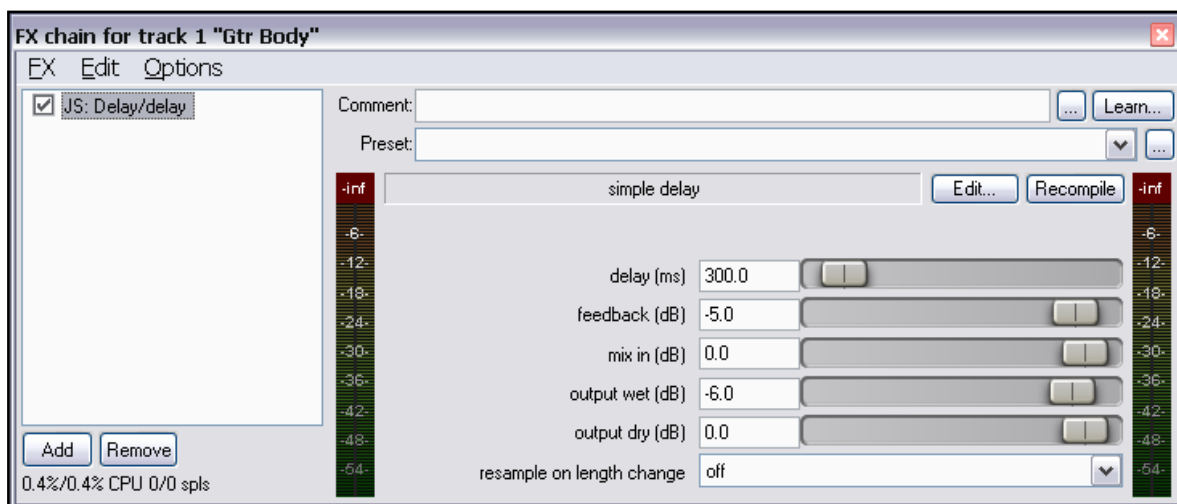 FX chain for track 1 "Gtr Body"
FX Edit Options
JS: Delay/delay
Comment: ... Learn...
Preset: ...
-inf simple delay Edit... Recompile -inf
-6- -6-
-12- -12-
delay (ms) 300.0
-18- -18-
feedback (dB) -5.0
-24- -24-
mix in (dB) 0.0
-30- -30-
-36- -36-
output wet (dB) -6.0
-42- -42-
output dry (dB) 0.0
Add Remove
-48- -48-
resample on length change off
-54- -54-
0.4%/0.4% CPU 0/0 spls